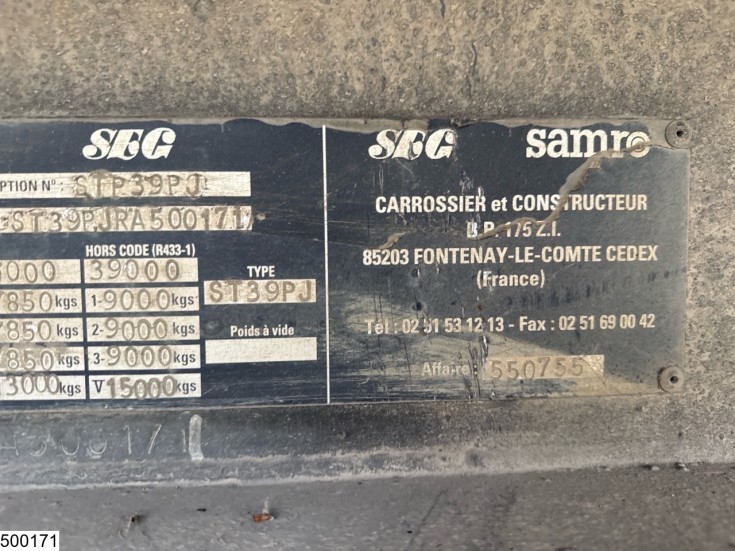 SEG
SEG samro
PTION N°: STP39PJ
ST39PJRA500171
CARROSSIER et CONSTRUCTEUR
B.P. 175 Z.I.
85203 FONTENAY-LE-COMTE CEDEX
(France)
HORS CODE (R433-1)
000 39000
TYPE
ST39PJ
850 kgs 1-9000 kgs
850 kgs 2-9000 kgs
Poids à vide
850 kgs 3-9000 kgs
3000 kgs V 15000 kgs
Tél : 02 51 53 12 13 - Fax : 02 51 69 00 42
Affaire : 550755
500171
500171